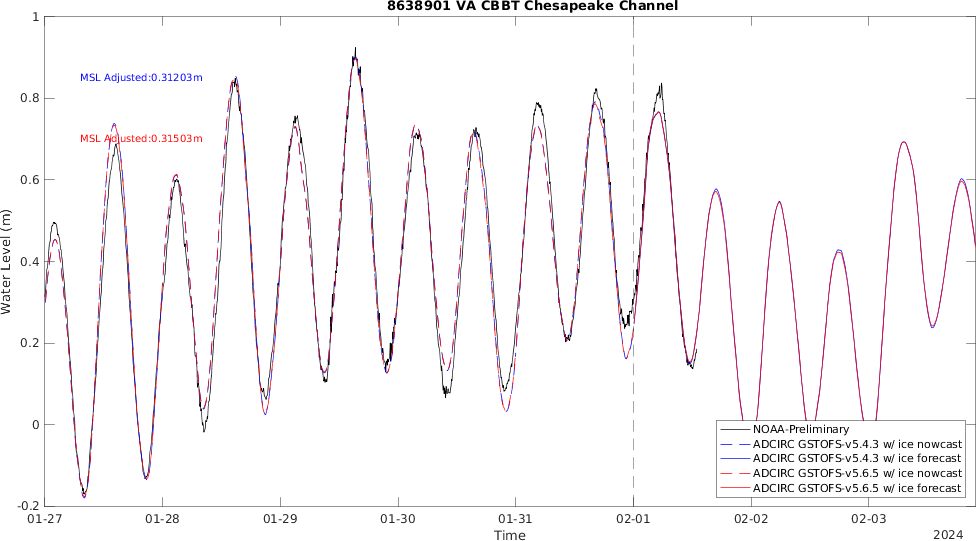 8638901 VA CBBT Chesapeake Channel
1
0.8
0.6
0.4
0.2
0
-0.2
Water Level (m)
MSL Adjusted:0.31203m
MSL Adjusted:0.31503m
NOAA-Preliminary
ADCIRC GSTOFS-v5.4.3 w/ ice nowcast
ADCIRC GSTOFS-v5.4.3 w/ ice forecast
ADCIRC GSTOFS-v5.6.5 w/ ice nowcast
ADCIRC GSTOFS-v5.6.5 w/ ice forecast
01-27 01-28 01-29 01-30 01-31 02-01 02-02 02-03
Time
2024